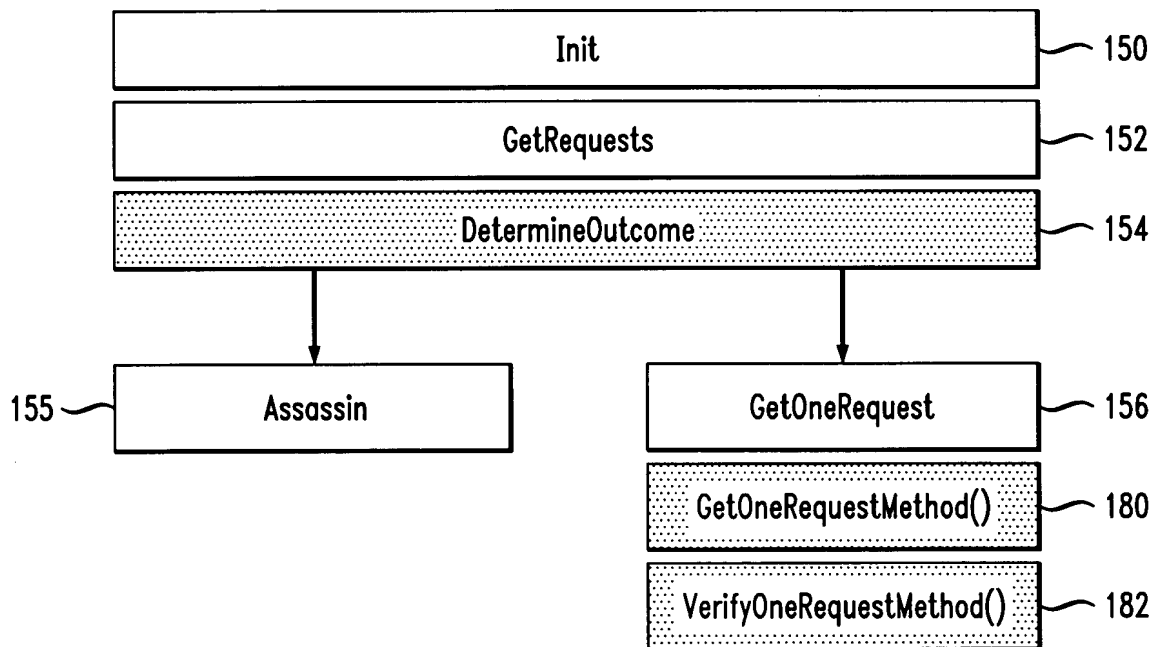 Init 150
GetRequests 152
DetermineOutcome 154
155 Assassin
GetOneRequest 156
GetOneRequestMethod() 180
VerifyOneRequestMethod() 182